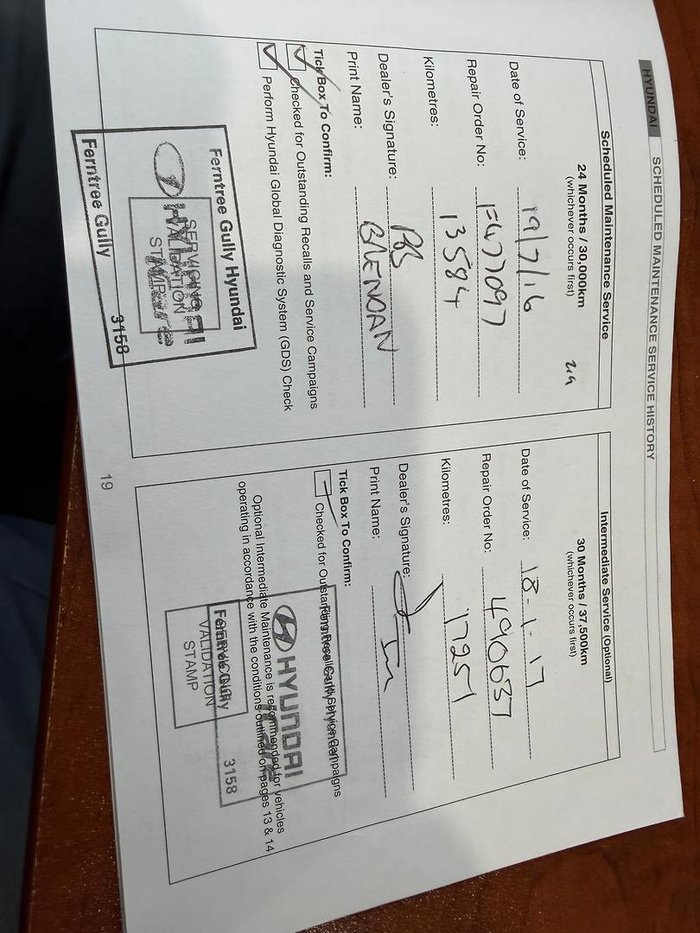 HYUNDAI SCHEDULED MAINTENANCE SERVICE HISTORY
Scheduled Maintenance Service
24 Months / 30,000km
(whichever occurs first)
Date of Service: 19/7/16
Repair Order No:
Kilometres: 13584
Dealer's Signature:
Print Name: BRENDAN
Tick Box To Confirm:
Checked for Outstanding Recalls and Service Campaigns
Perform Hyundai Global Diagnostic System (GDS) Check
Ferntree Gully Hyundai
SERVICING
VALIDATION
STAMP
Ferntree Gully 3158
Intermediate Service (Optional)
30 Months / 37,500km
(whichever occurs first)
Date of Service: 18-1-17
Repair Order No: 490637
Kilometres: 17251
Dealer's Signature:
Print Name:
Tick Box To Confirm:
Checked for Outstanding Recalls and Service Campaigns
HYUNDAI
Optional Intermediate Maintenance is recommended for vehicles
operating in accordance with the conditions outlined on pages 13 & 14
Ferntree Gully 3158
VALIDATION
STAMP
19